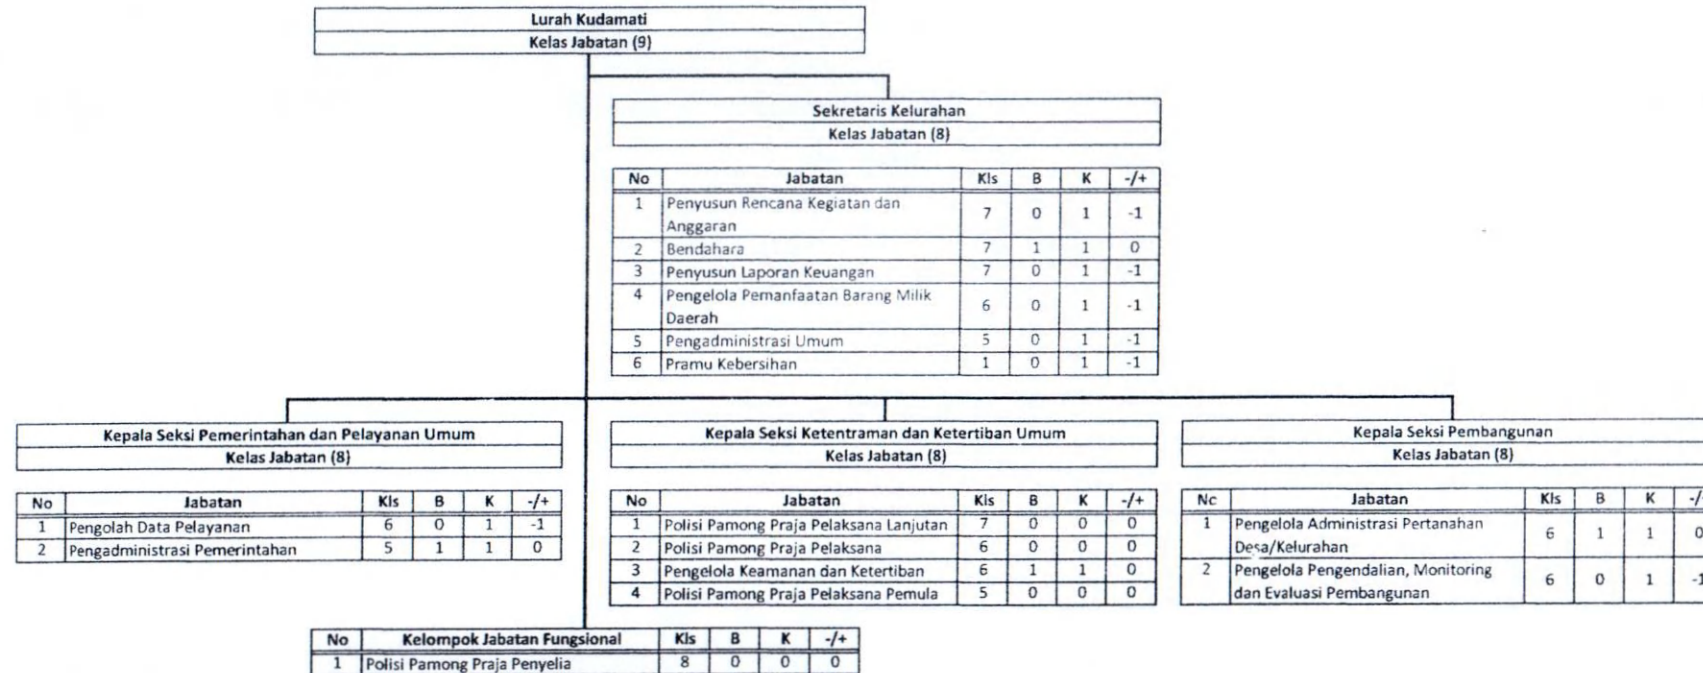 Lurah Kudamati
Kelas Jabatan (9)
Sekretaris Kelurahan
Kelas Jabatan (8)
No Jabatan Kls B K -/+
1 Penyusun Rencana Kegiatan dan Anggaran 7 0 1 -1
2 Bendahara 7 1 1 0
3 Penyusun Laporan Keuangan 7 0 1 -1
4 Pengelola Pemanfaatan Barang Milik Daerah 6 0 1 -1
5 Pengadministrasi Umum 5 0 1 -1
6 Pramu Kebersihan 1 0 1 -1
Kepala Seksi Pemerintahan dan Pelayanan Umum
Kelas Jabatan (8)
No Jabatan Kls B K -/+
1 Pengolah Data Pelayanan 6 0 1 -1
2 Pengadministrasi Pemerintahan 5 1 1 0
Kepala Seksi Ketentraman dan Ketertiban Umum
Kelas Jabatan (8)
No Jabatan Kls B K -/+
1 Polisi Pamong Praja Pelaksana Lanjutan 7 0 0 0
2 Polisi Pamong Praja Pelaksana 6 0 0 0
3 Pengelola Keamanan dan Ketertiban 6 1 1 0
4 Polisi Pamong Praja Pelaksana Pemula 5 0 0 0
Kepala Seksi Pembangunan
Kelas Jabatan (8)
Nc Jabatan Kls B K -/
1 Pengelola Administrasi Pertanahan Desa/Kelurahan 6 1 1 0
2 Pengelola Pengendalian, Monitoring dan Evaluasi Pembangunan 6 0 1 -1
No Kelompok Jabatan Fungsional Kls B K -/+
1 Polisi Pamong Praja Penyelia 8 0 0 0